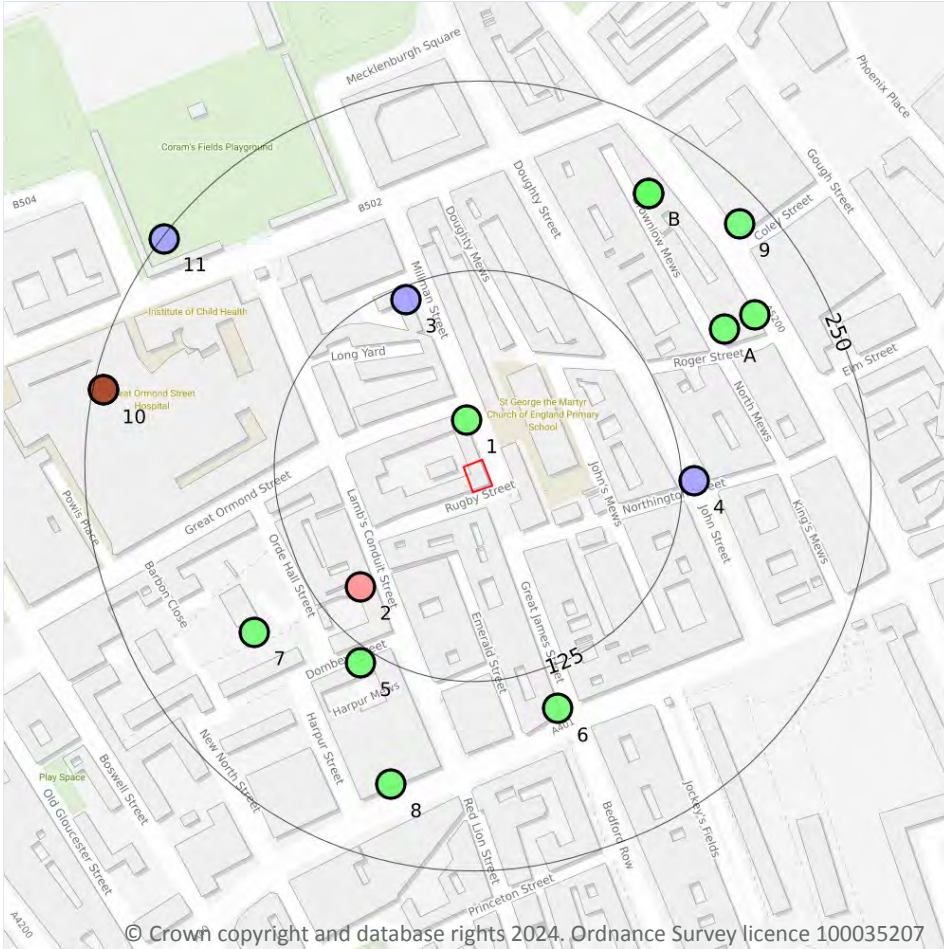 Mecklenburgh Square
Phoenix Place
Coram's Fields Playground
Gough Street
B504
B502
Doughty Street
Doughty Mews
B
Coley Street
9
11
Millman Street
3
Institute of Child Health
Long Yard
A5200
A
Roger Street
250
Elm Street
Great Ormond Street
Hospital
10
St George the Martyr
Church of England Primary
School
North Mews
1
Rugby Street
John's Mews
Northington Street
4
Great Ormond Street
Powis Place
Lamb's Conduit Street
John Street
King's Mews
Orde Hall Street
Barbon Close
2
Great James Street
Emerald Street
7
125
5
Harpur Mews
6
A401
Harpur Street
New North Street
Boswell Street
Play Space
Old Gloucester Street
8
Red Lion Street
Bedford Row
Jockey's Fields
Princeton Street
A4200
© Crown copyright and database rights 2024. Ordnance Survey licence 100035207